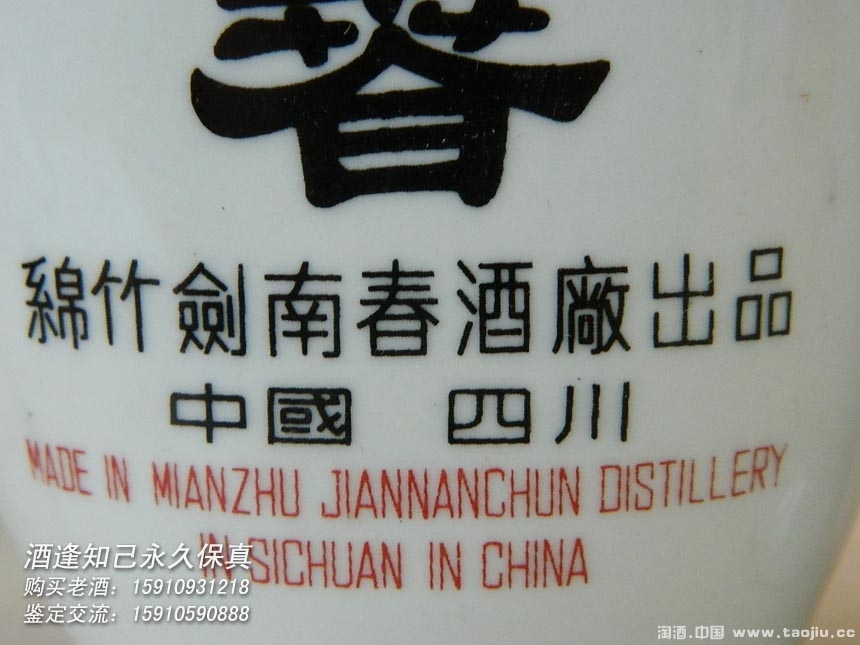 春
綿竹劍南春酒廠出品
中國 四川
MADE IN MIANZHU JIANNANCHUN DISTILLERY
IN SICHUAN IN CHINA
酒逢知己永久保真
购买老酒：15910931218
鉴定交流：15910590888
淘酒.中国 www.taojiu.cc